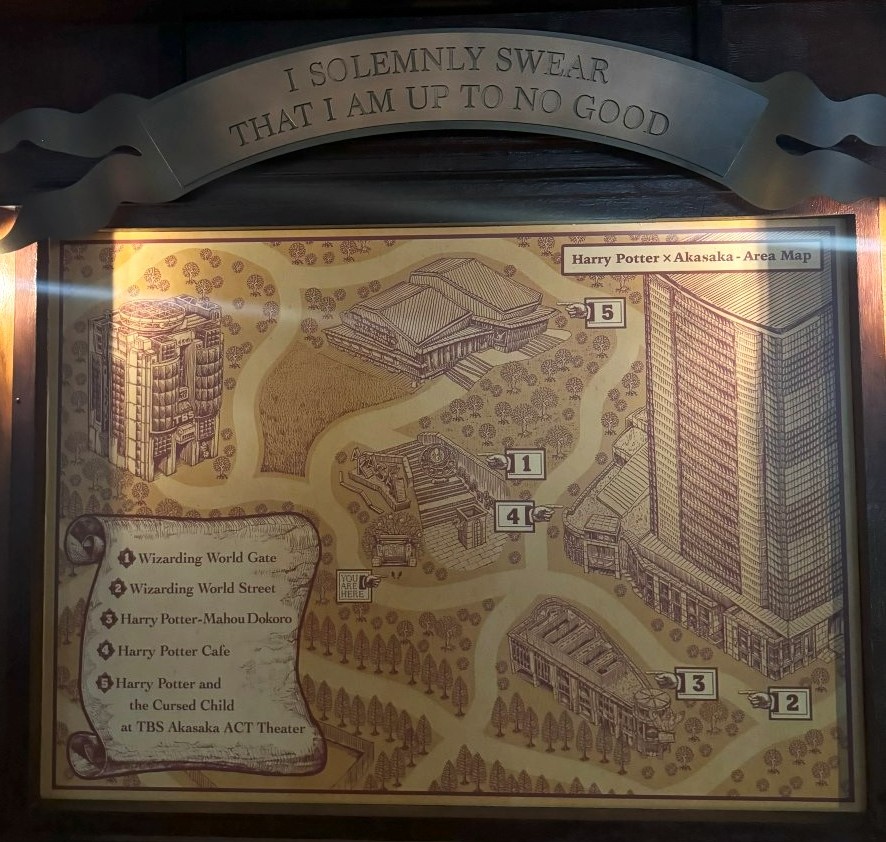 I SOLEMNLY SWEAR
THAT I AM UP TO NO GOOD
Harry Potter × Akasaka - Area Map
5
TBS
1
4
YOU
ARE
HERE
3
2
1 Wizarding World Gate
2 Wizarding World Street
3 Harry Potter-Mahou Dokoro
4 Harry Potter Cafe
5 Harry Potter and
the Cursed Child
at TBS Akasaka ACT Theater